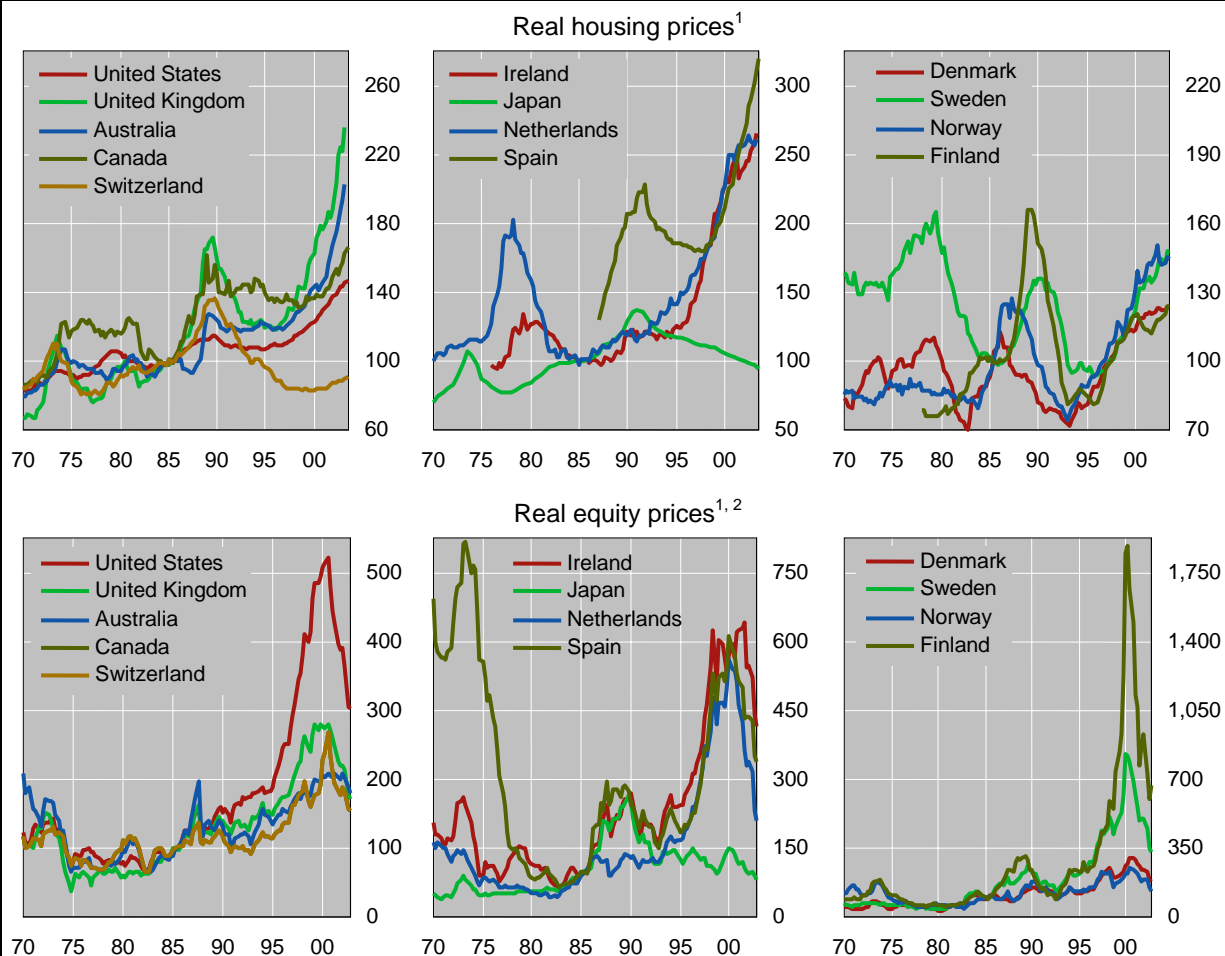 Real housing prices1
United States
United Kingdom
Australia
Canada
Switzerland
260
220
180
140
100
60
70 75 80 85 90 95 00
Ireland
Japan
Netherlands
Spain
300
250
200
150
100
50
70 75 80 85 90 95 00
Denmark
Sweden
Norway
Finland
220
190
160
130
100
70
70 75 80 85 90 95 00
Real equity prices1, 2
United States
United Kingdom
Australia
Canada
Switzerland
500
400
300
200
100
0
70 75 80 85 90 95 00
Ireland
Japan
Netherlands
Spain
750
600
450
300
150
0
70 75 80 85 90 95 00
Denmark
Sweden
Norway
Finland
1,750
1,400
1,050
700
350
0
70 75 80 85 90 95 00